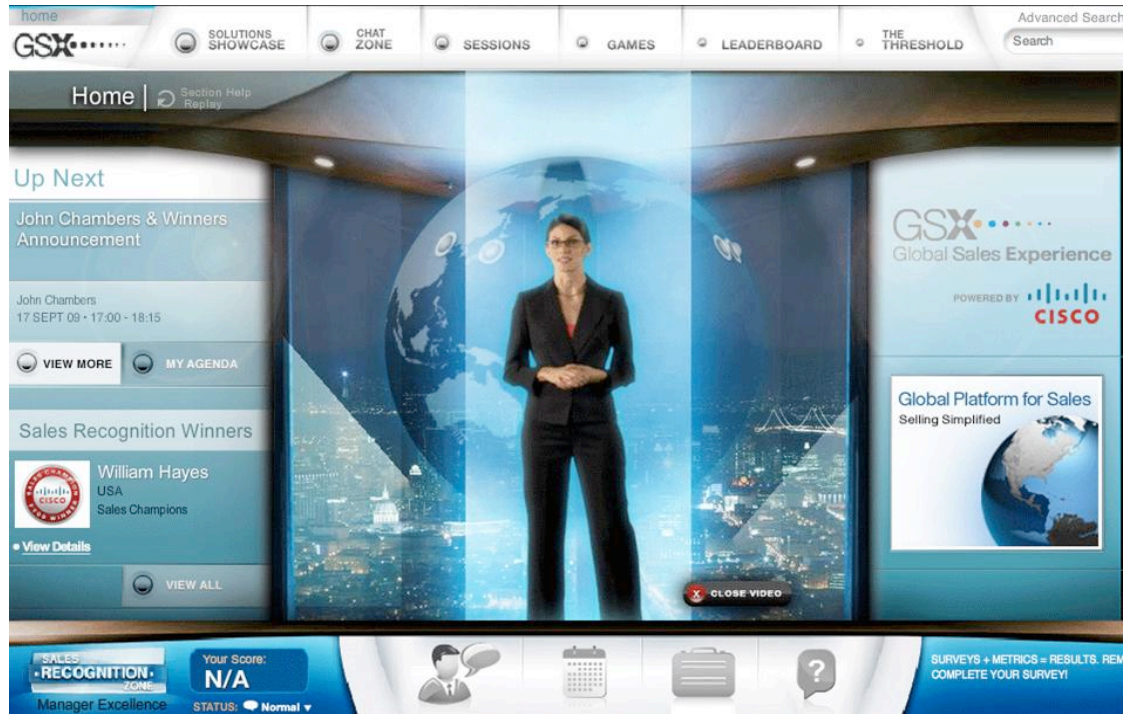 home
GSX
SOLUTIONS
SHOWCASE
CHAT
ZONE
SESSIONS
GAMES
LEADERBOARD
THE
THRESHOLD
Advanced Search
Search
Home
Section Help
Replay
Up Next
John Chambers & Winners
Announcement
John Chambers
17 SEPT 09 • 17:00 - 18:15
VIEW MORE
MY AGENDA
Sales Recognition Winners
CISCO
William Hayes
USA
Sales Champions
• View Details
VIEW ALL
GSX
Global Sales Experience
POWERED BY
CISCO
Global Platform for Sales
Selling Simplified
X CLOSE VIDEO
SALES
•RECOGNITION•
ZONE
Manager Excellence
Your Score:
N/A
STATUS: Normal
?
SURVEYS + METRICS = RESULTS. REM
COMPLETE YOUR SURVEY!